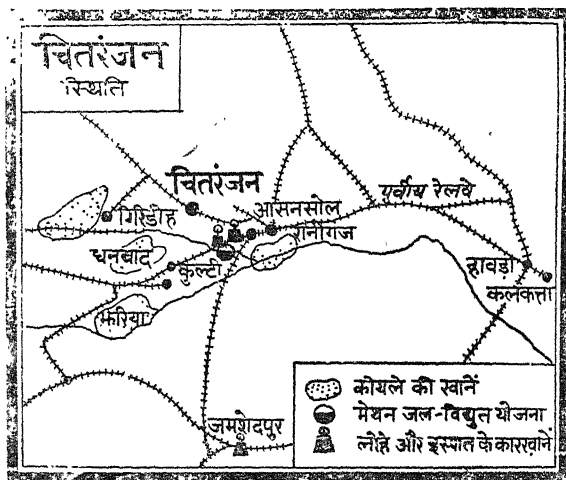 चितरंजन
स्थिति
चितरंजन
गिरिडीह
आसनसोल
पूर्वीय रेलवे
रानीगंज
धनबाद
कुल्टी
हावड़ा
कलकत्ता
झरिया
कोयले की खानें
मेथन जल-विद्युत योजना
जमशेदपुर
लोहे और इस्पात के कारखानें